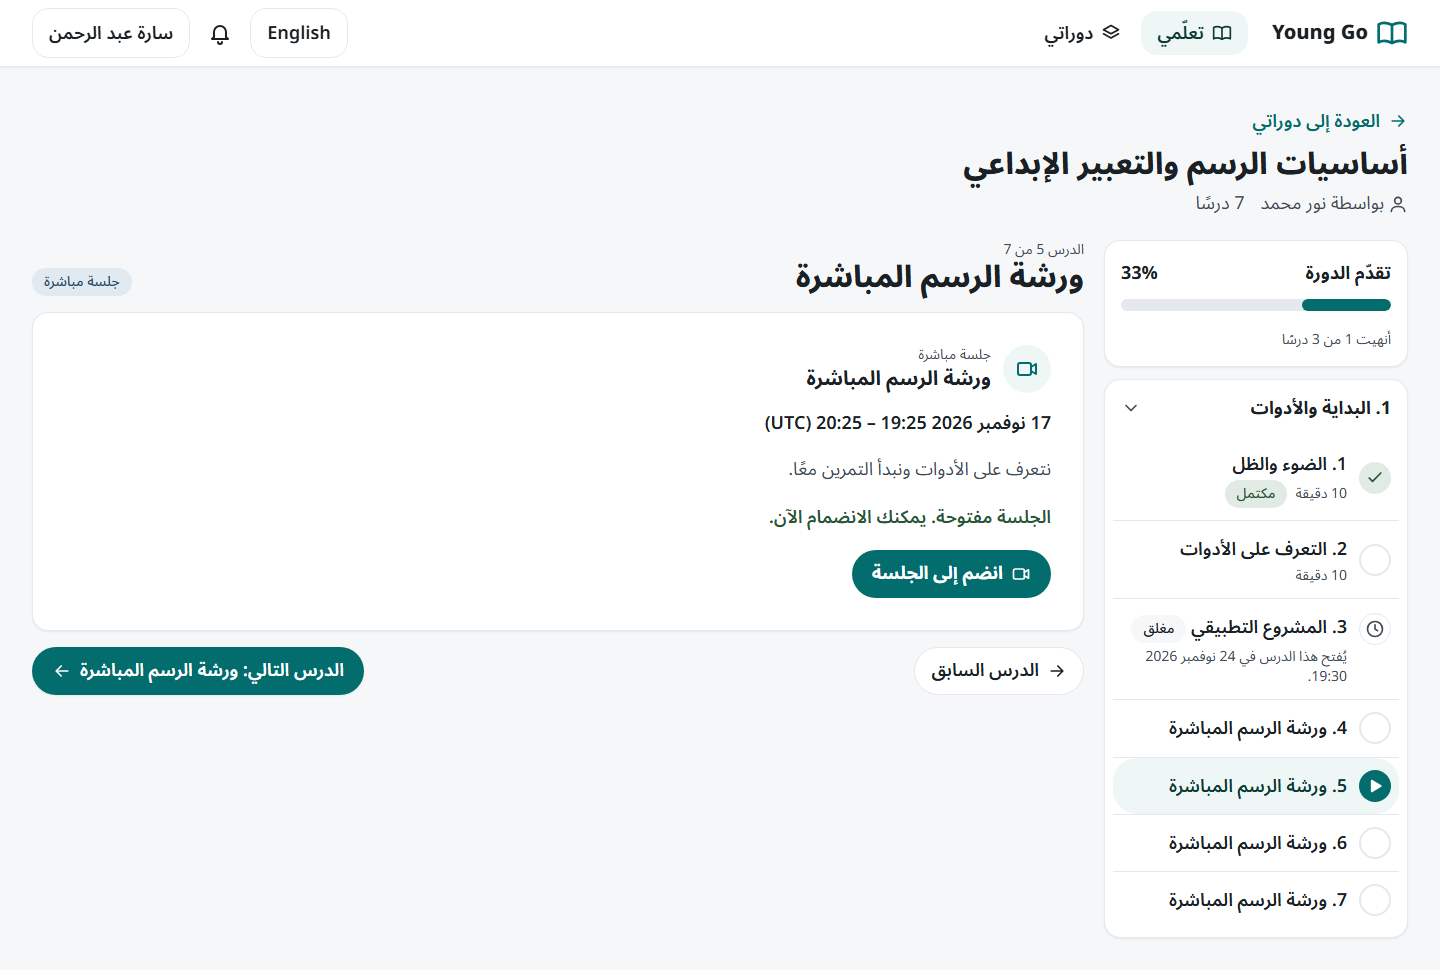 Young Go
تعلّمي
دوراتي
English
سارة عبد الرحمن
العودة إلى دوراتي
أساسيات الرسم والتعبير الإبداعي
بواسطة نور محمد
7 درسًا
تقدّم الدورة
33%
أنهيت 1 من 3 درسًا
1. البداية والأدوات
1. الضوء والظل
10 دقيقة
مكتمل
2. التعرف على الأدوات
10 دقيقة
3. المشروع التطبيقي
مغلق
يُفتح هذا الدرس في 24 نوفمبر 2026
19:30.
4. ورشة الرسم المباشرة
5. ورشة الرسم المباشرة
6. ورشة الرسم المباشرة
7. ورشة الرسم المباشرة
الدرس 5 من 7
ورشة الرسم المباشرة
جلسة مباشرة
جلسة مباشرة
ورشة الرسم المباشرة
17 نوفمبر 2026 19:25 – 20:25 (UTC)
نتعرف على الأدوات ونبدأ التمرين معًا.
الجلسة مفتوحة. يمكنك الانضمام الآن.
انضم إلى الجلسة
الدرس السابق
الدرس التالي: ورشة الرسم المباشرة